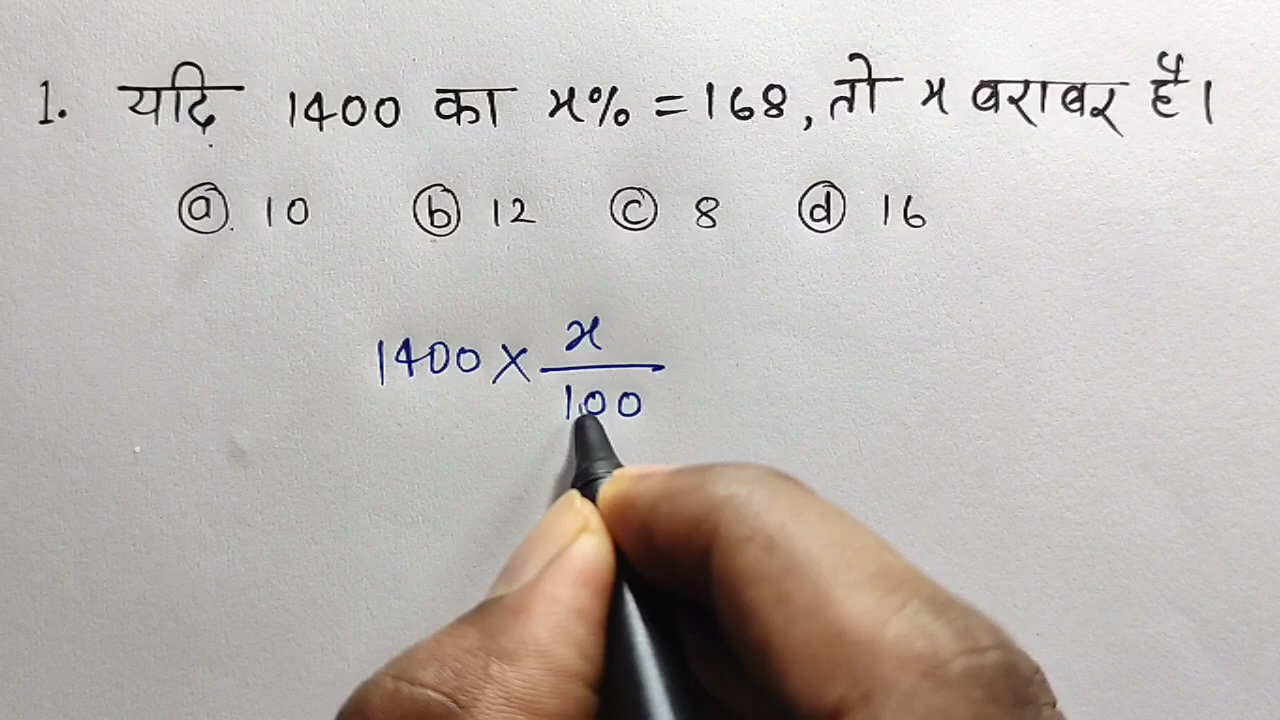 1. यदि 1400 का x% = 168, तो x बराबर है।
ⓐ 10 ⓑ 12 ⓒ 8 ⓓ 16
1400 × x/100